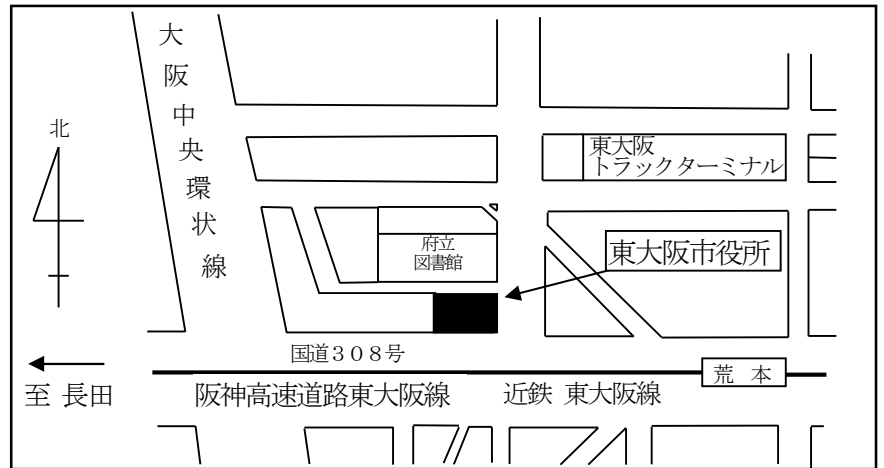 大阪中央環状線
北
東大阪
トラックターミナル
府立
図書館
東大阪市役所
国道３０８号
荒 本
至 長田
阪神高速道路東大阪線
近鉄 東大阪線